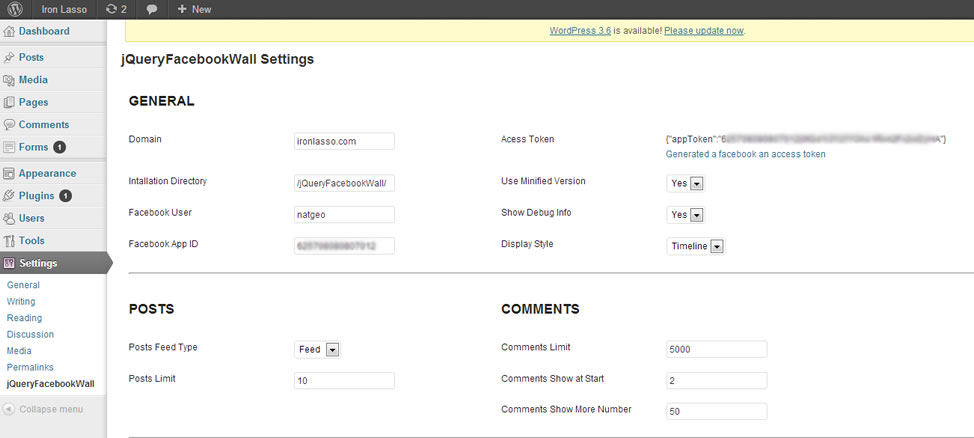 Iron Lasso 2 + New
WordPress 3.6 is available! Please update now.
Dashboard
Posts
Media
Pages
Comments
Forms 1
Appearance
Plugins 1
Users
Tools
Settings
General
Writing
Reading
Discussion
Media
Permalinks
jQueryFacebookWall
Collapse menu
jQueryFacebookWall Settings
GENERAL
Domain ironlasso.com
Acess Token {"appToken":"
Generated a facebook an access token
Intallation Directory /jQueryFacebookWall/
Use Minified Version Yes
Facebook User natgeo
Show Debug Info Yes
Facebook App ID
Display Style Timeline
POSTS
Posts Feed Type Feed
Posts Limit 10
COMMENTS
Comments Limit 5000
Comments Show at Start 2
Comments Show More Number 50